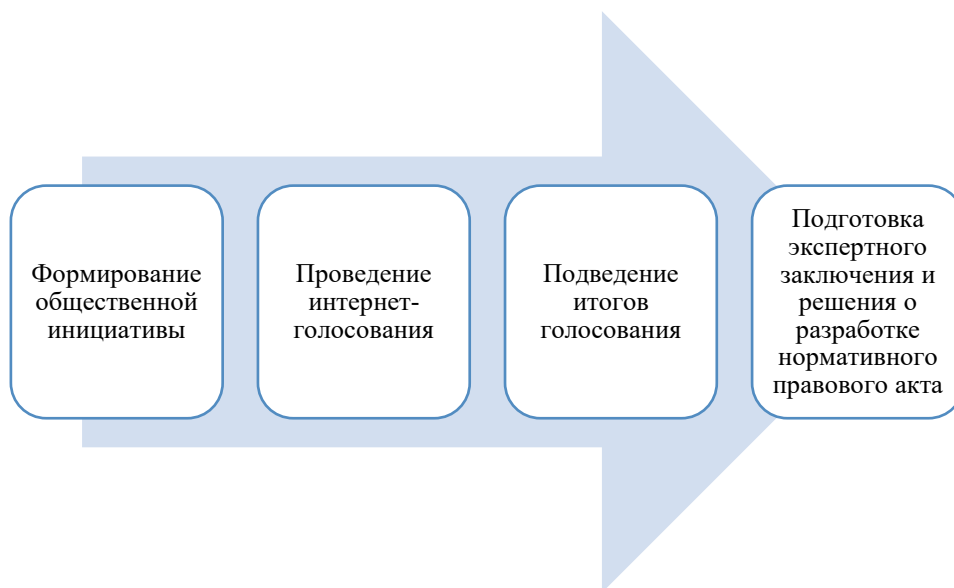 Формирование
общественной
инициативы
Проведение
интернет-
голосования
Подведение
итогов
голосования
Подготовка
экспертного
заключения и
решения о
разработке
нормативного
правового акта